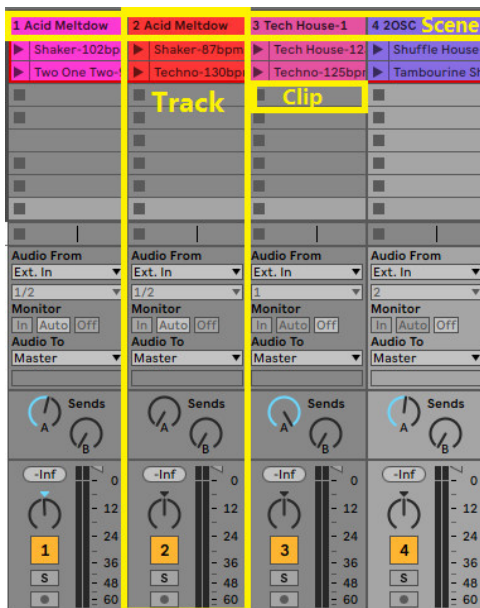 1 Acid Meltdow 2 Acid Meltdow 3 Tech House-1 4 2OSC Scene
Shaker-102bp Shaker-87bpm Tech House-12 Shuffle House
Two One Two-9 Techno-130bp Techno-125bpr Tambourine Sh
Track Clip
Audio From Audio From Audio From Audio From
Ext. In Ext. In Ext. In Ext. In
1/2 1/2 1 2
Monitor Monitor Monitor Monitor
In Auto Off In Auto Off In Auto Off In Auto Off
Audio To Audio To Audio To Audio To
Master Master Master Master
Sends Sends Sends Sends
A B A B A B A B
-Inf 0 -Inf 0 -Inf 0 -Inf 0
12 12 12 12
24 24 24 24
1 2 3 4
36 36 36 36
S 48 S 48 S 48 S 48
60 60 60 60